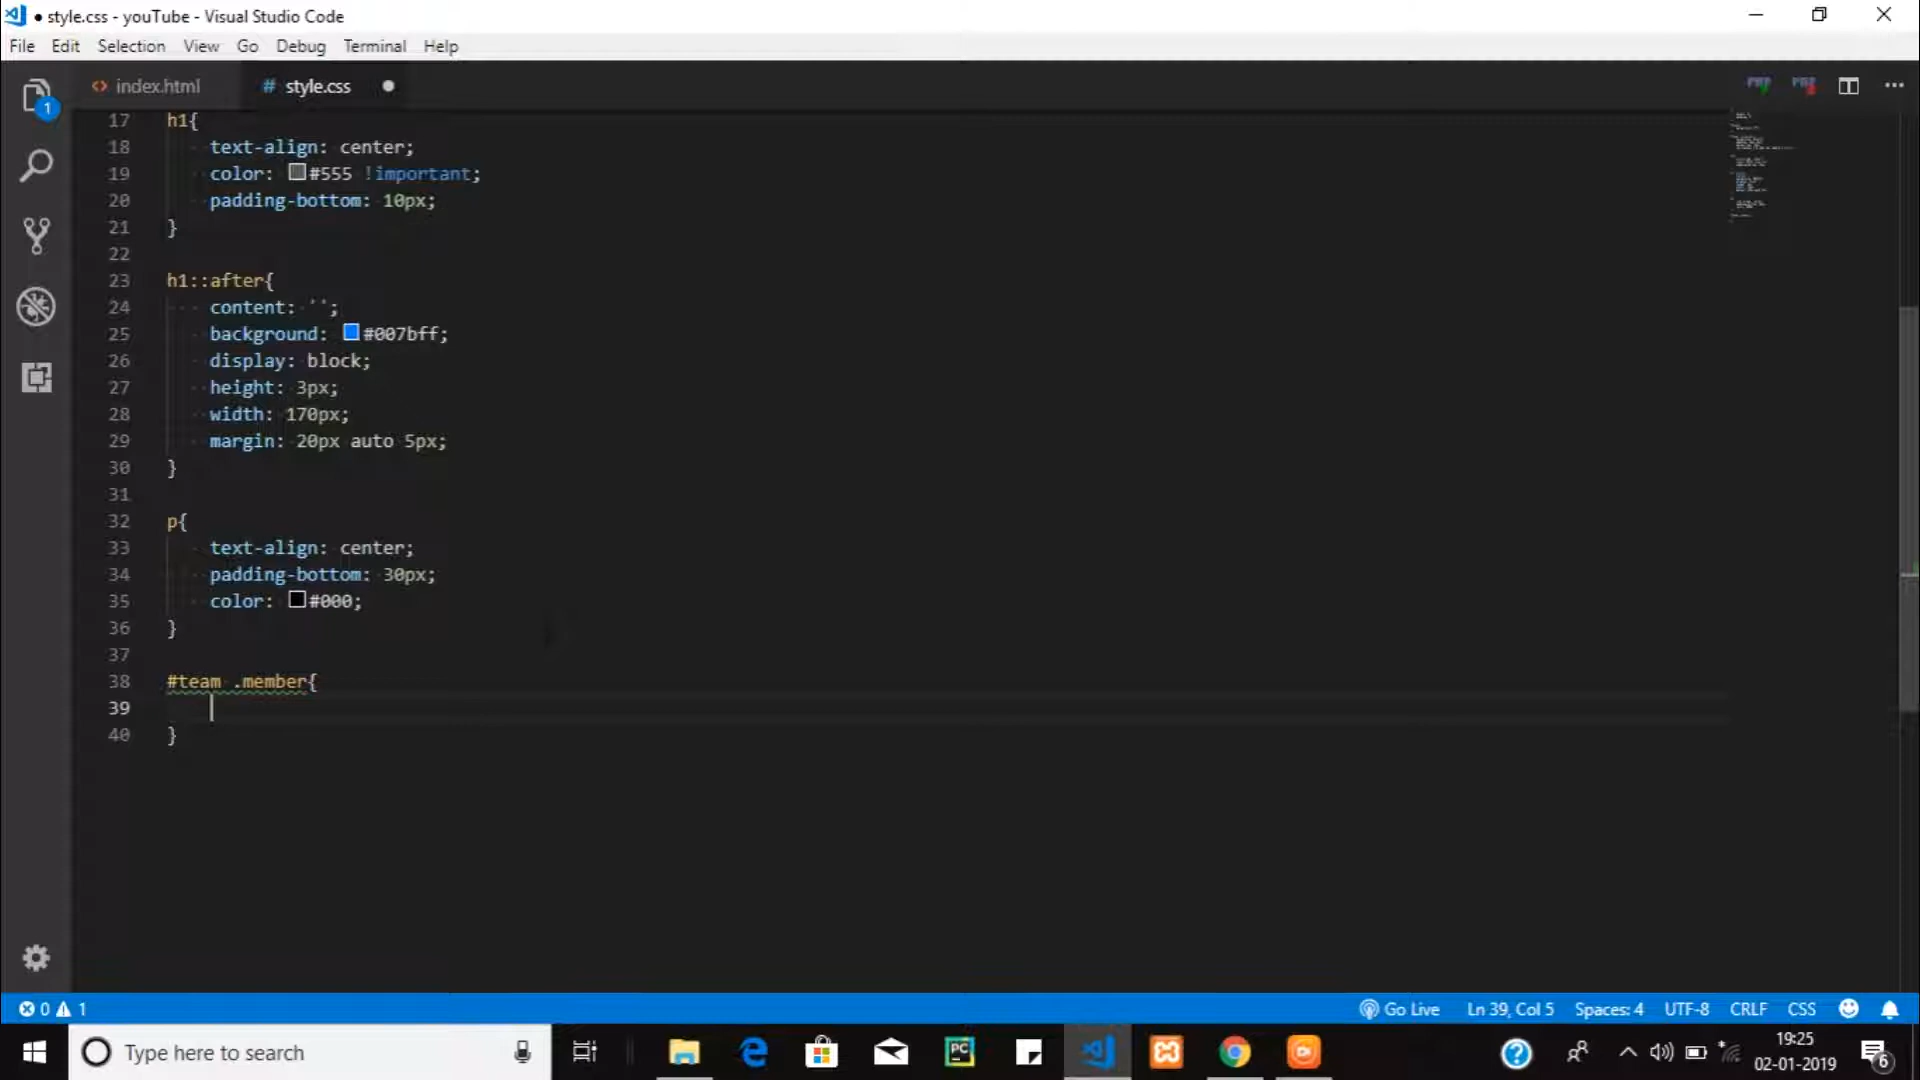 ● style.css - youTube - Visual Studio Code
File Edit Selection View Go Debug Terminal Help
1
<> index.html # style.css ●
17 h1{
18 text-align: center;
19 color: #555 !important;
20 padding-bottom: 10px;
21 }
22
23 h1::after{
24 content: '';
25 background: #007bff;
26 display: block;
27 height: 3px;
28 width: 170px;
29 margin: 20px auto 5px;
30 }
31
32 p{
33 text-align: center;
34 padding-bottom: 30px;
35 color: #000;
36 }
37
38 #team .member{
39
40 }
0 1 Go Live Ln 39, Col 5 Spaces: 4 UTF-8 CRLF CSS
Type here to search PC 19:25
02-01-2019 6